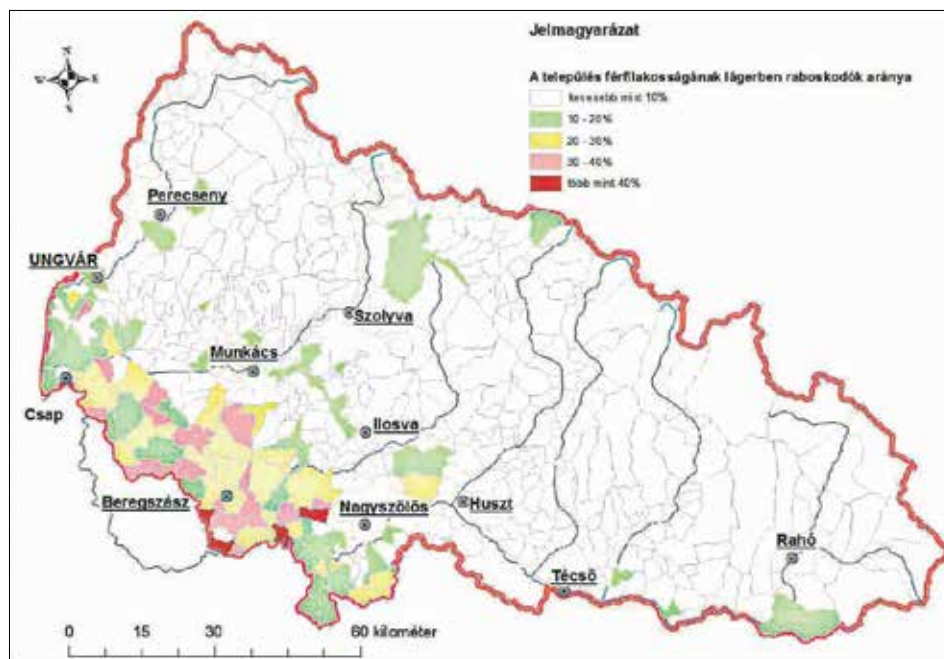 Jelmagyarázat
A település férfilakosságának lágerben raboskodók aránya
kevesebb mint 10%
10 - 20%
20 - 30%
30 - 40%
több mint 40%
N
W E
S
Perecseny
UNGVÁR
Szolyva
Munkács
Csap
Ilosva
Beregszász
Nagyszőlős
Huszt
Rahó
Técső
0 15 30 60 kilométer